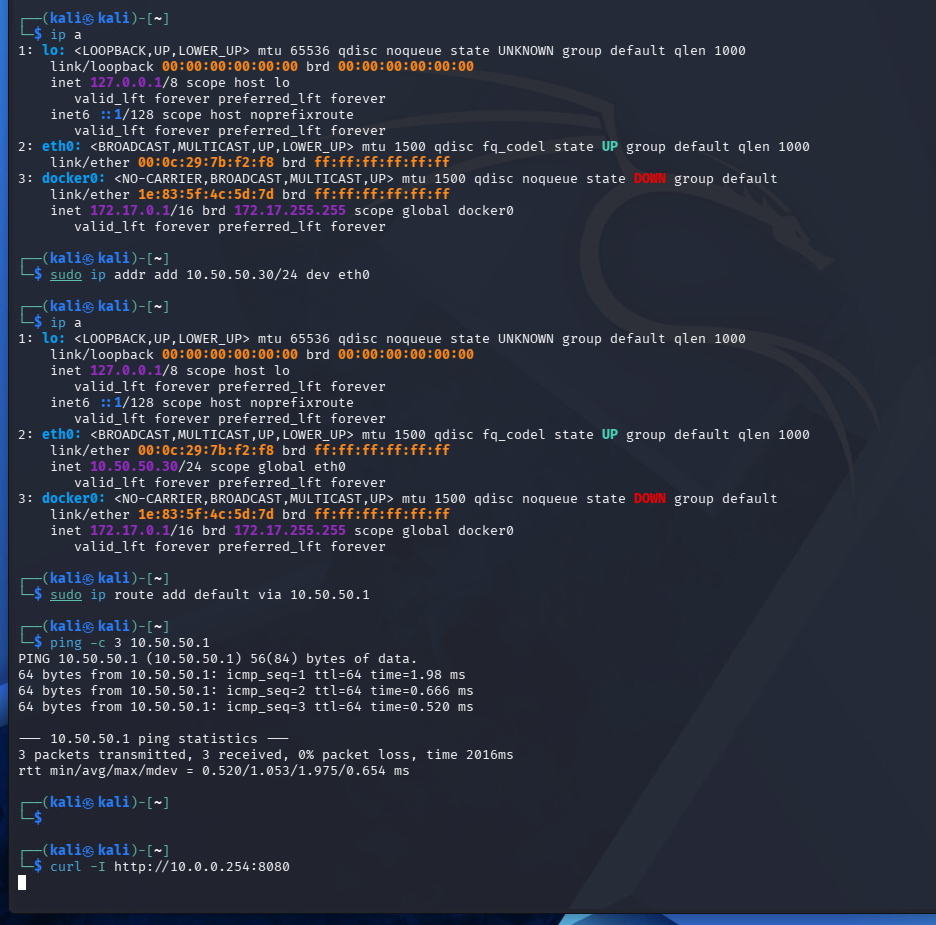 ┌──(kali㉿kali)-[~]
└─$ ip a
1: lo: <LOOPBACK,UP,LOWER_UP> mtu 65536 qdisc noqueue state UNKNOWN group default qlen 1000
    link/loopback 00:00:00:00:00:00 brd 00:00:00:00:00:00
    inet 127.0.0.1/8 scope host lo
       valid_lft forever preferred_lft forever
    inet6 ::1/128 scope host noprefixroute
       valid_lft forever preferred_lft forever
2: eth0: <BROADCAST,MULTICAST,UP,LOWER_UP> mtu 1500 qdisc fq_codel state UP group default qlen 1000
    link/ether 00:0c:29:7b:f2:f8 brd ff:ff:ff:ff:ff:ff
3: docker0: <NO-CARRIER,BROADCAST,MULTICAST,UP> mtu 1500 qdisc noqueue state DOWN group default
    link/ether 1e:83:5f:4c:5d:7d brd ff:ff:ff:ff:ff:ff
    inet 172.17.0.1/16 brd 172.17.255.255 scope global docker0
       valid_lft forever preferred_lft forever
┌──(kali㉿kali)-[~]
└─$ sudo ip addr add 10.50.50.30/24 dev eth0
┌──(kali㉿kali)-[~]
└─$ ip a
1: lo: <LOOPBACK,UP,LOWER_UP> mtu 65536 qdisc noqueue state UNKNOWN group default qlen 1000
    link/loopback 00:00:00:00:00:00 brd 00:00:00:00:00:00
    inet 127.0.0.1/8 scope host lo
       valid_lft forever preferred_lft forever
    inet6 ::1/128 scope host noprefixroute
       valid_lft forever preferred_lft forever
2: eth0: <BROADCAST,MULTICAST,UP,LOWER_UP> mtu 1500 qdisc fq_codel state UP group default qlen 1000
    link/ether 00:0c:29:7b:f2:f8 brd ff:ff:ff:ff:ff:ff
    inet 10.50.50.30/24 scope global eth0
       valid_lft forever preferred_lft forever
3: docker0: <NO-CARRIER,BROADCAST,MULTICAST,UP> mtu 1500 qdisc noqueue state DOWN group default
    link/ether 1e:83:5f:4c:5d:7d brd ff:ff:ff:ff:ff:ff
    inet 172.17.0.1/16 brd 172.17.255.255 scope global docker0
       valid_lft forever preferred_lft forever
┌──(kali㉿kali)-[~]
└─$ sudo ip route add default via 10.50.50.1
┌──(kali㉿kali)-[~]
└─$ ping -c 3 10.50.50.1
PING 10.50.50.1 (10.50.50.1) 56(84) bytes of data.
64 bytes from 10.50.50.1: icmp_seq=1 ttl=64 time=1.98 ms
64 bytes from 10.50.50.1: icmp_seq=2 ttl=64 time=0.666 ms
64 bytes from 10.50.50.1: icmp_seq=3 ttl=64 time=0.520 ms
--- 10.50.50.1 ping statistics ---
3 packets transmitted, 3 received, 0% packet loss, time 2016ms
rtt min/avg/max/mdev = 0.520/1.053/1.975/0.654 ms
┌──(kali㉿kali)-[~]
└─$
┌──(kali㉿kali)-[~]
└─$ curl -I http://10.0.0.254:8080